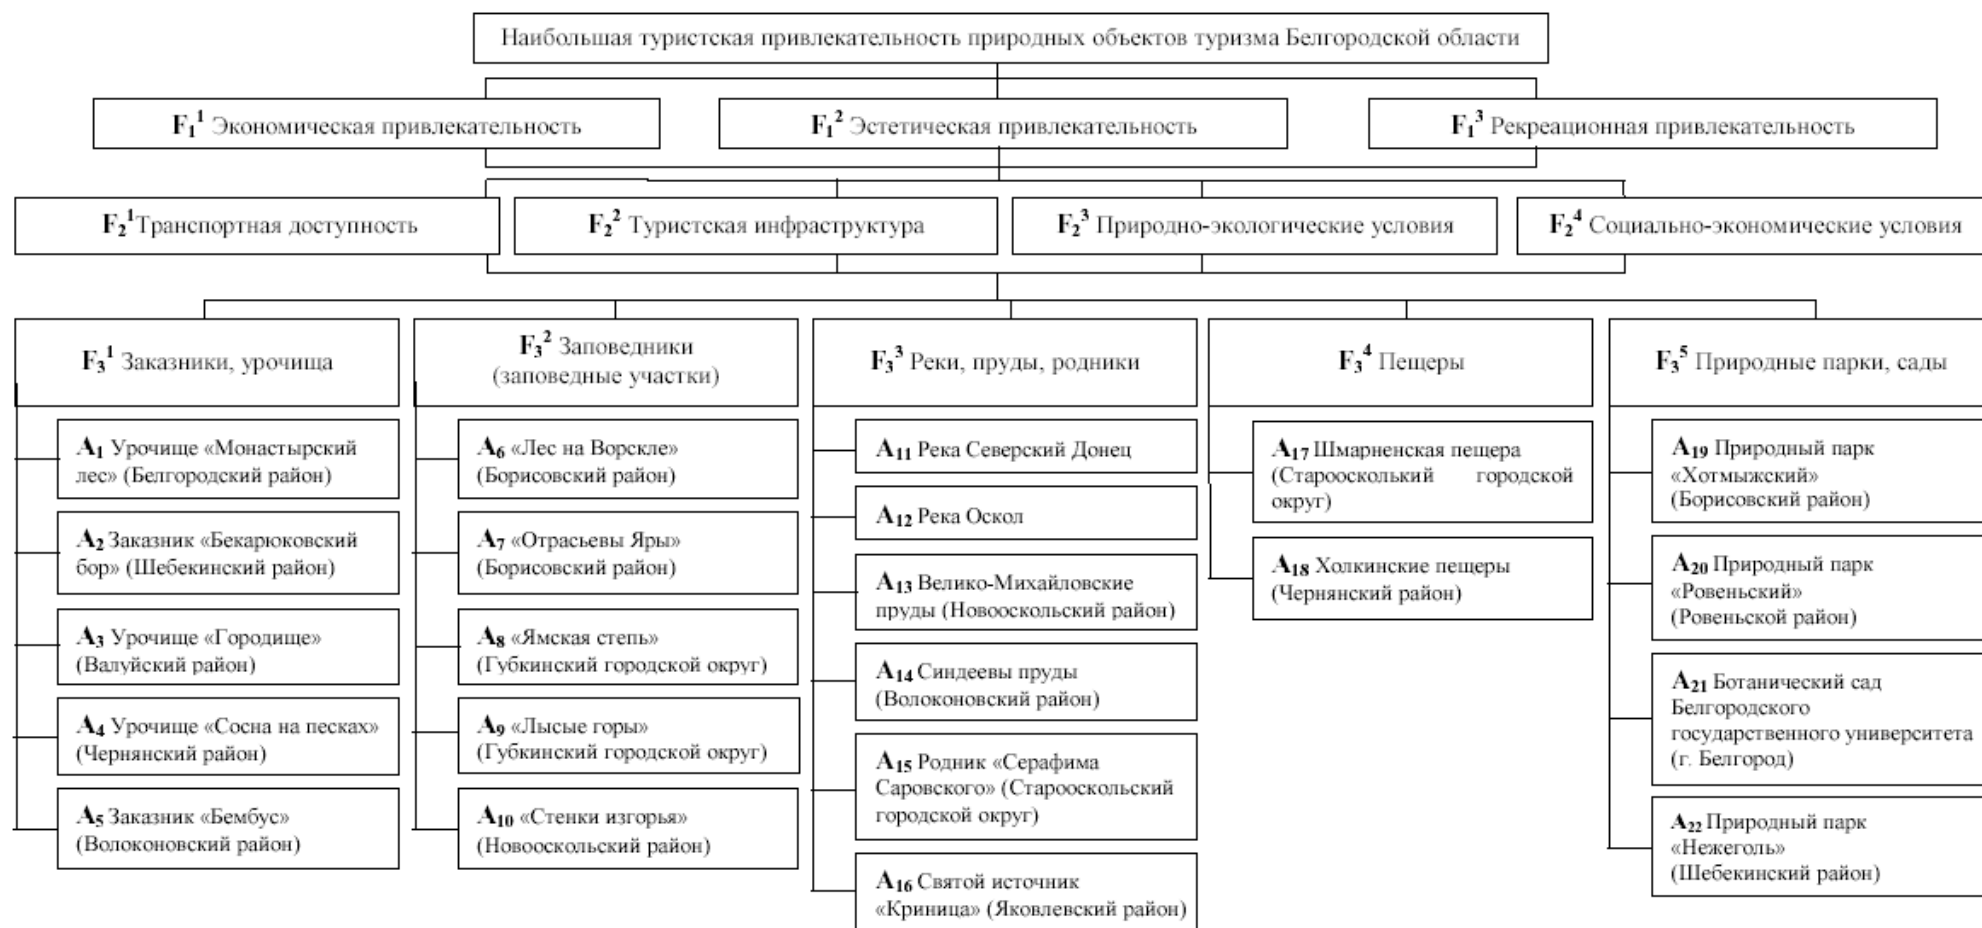 Наибольшая туристская привлекательность природных объектов туризма Белгородской области
F₁¹ Экономическая привлекательность
F₁² Эстетическая привлекательность
F₁³ Рекреационная привлекательность
F₂¹ Транспортная доступность
F₂² Туристская инфраструктура
F₂³ Природно-экологические условия
F₂⁴ Социально-экономические условия
F₃¹ Заказники, урочища
A₁ Урочище «Монастырский
лес» (Белгородский район)
A₂ Заказник «Бекарюковский
бор» (Шебекинский район)
A₃ Урочище «Городище»
(Валуйский район)
A₄ Урочище «Сосна на песках»
(Чернянский район)
A₅ Заказник «Бембус»
(Волоконовский район)
F₃² Заповедники
(заповедные участки)
A₆ «Лес на Ворскле»
(Борисовский район)
A₇ «Отрасьевы Яры»
(Борисовский район)
A₈ «Ямская степь»
(Губкинский городской округ)
A₉ «Лысые горы»
(Губкинский городской округ)
A₁₀ «Стенки изгорья»
(Новооскольский район)
F₃³ Реки, пруды, родники
A₁₁ Река Северский Донец
A₁₂ Река Оскол
A₁₃ Велико-Михайловские
пруды (Новооскольский район)
A₁₄ Синдеевы пруды
(Волоконовский район)
A₁₅ Родник «Серафима
Саровского» (Старооскольский
городской округ)
A₁₆ Святой источник
«Криница» (Яковлевский район)
F₃⁴ Пещеры
A₁₇ Шмарненская пещера
(Староосколький городской
округ)
A₁₈ Холкинские пещеры
(Чернянский район)
F₃⁵ Природные парки, сады
A₁₉ Природный парк
«Хотмыжский»
(Борисовский район)
A₂₀ Природный парк
«Ровеньский»
(Ровеньской район)
A₂₁ Ботанический сад
Белгородского
государственного университета
(г. Белгород)
A₂₂ Природный парк
«Нежеголь»
(Шебекинский район)